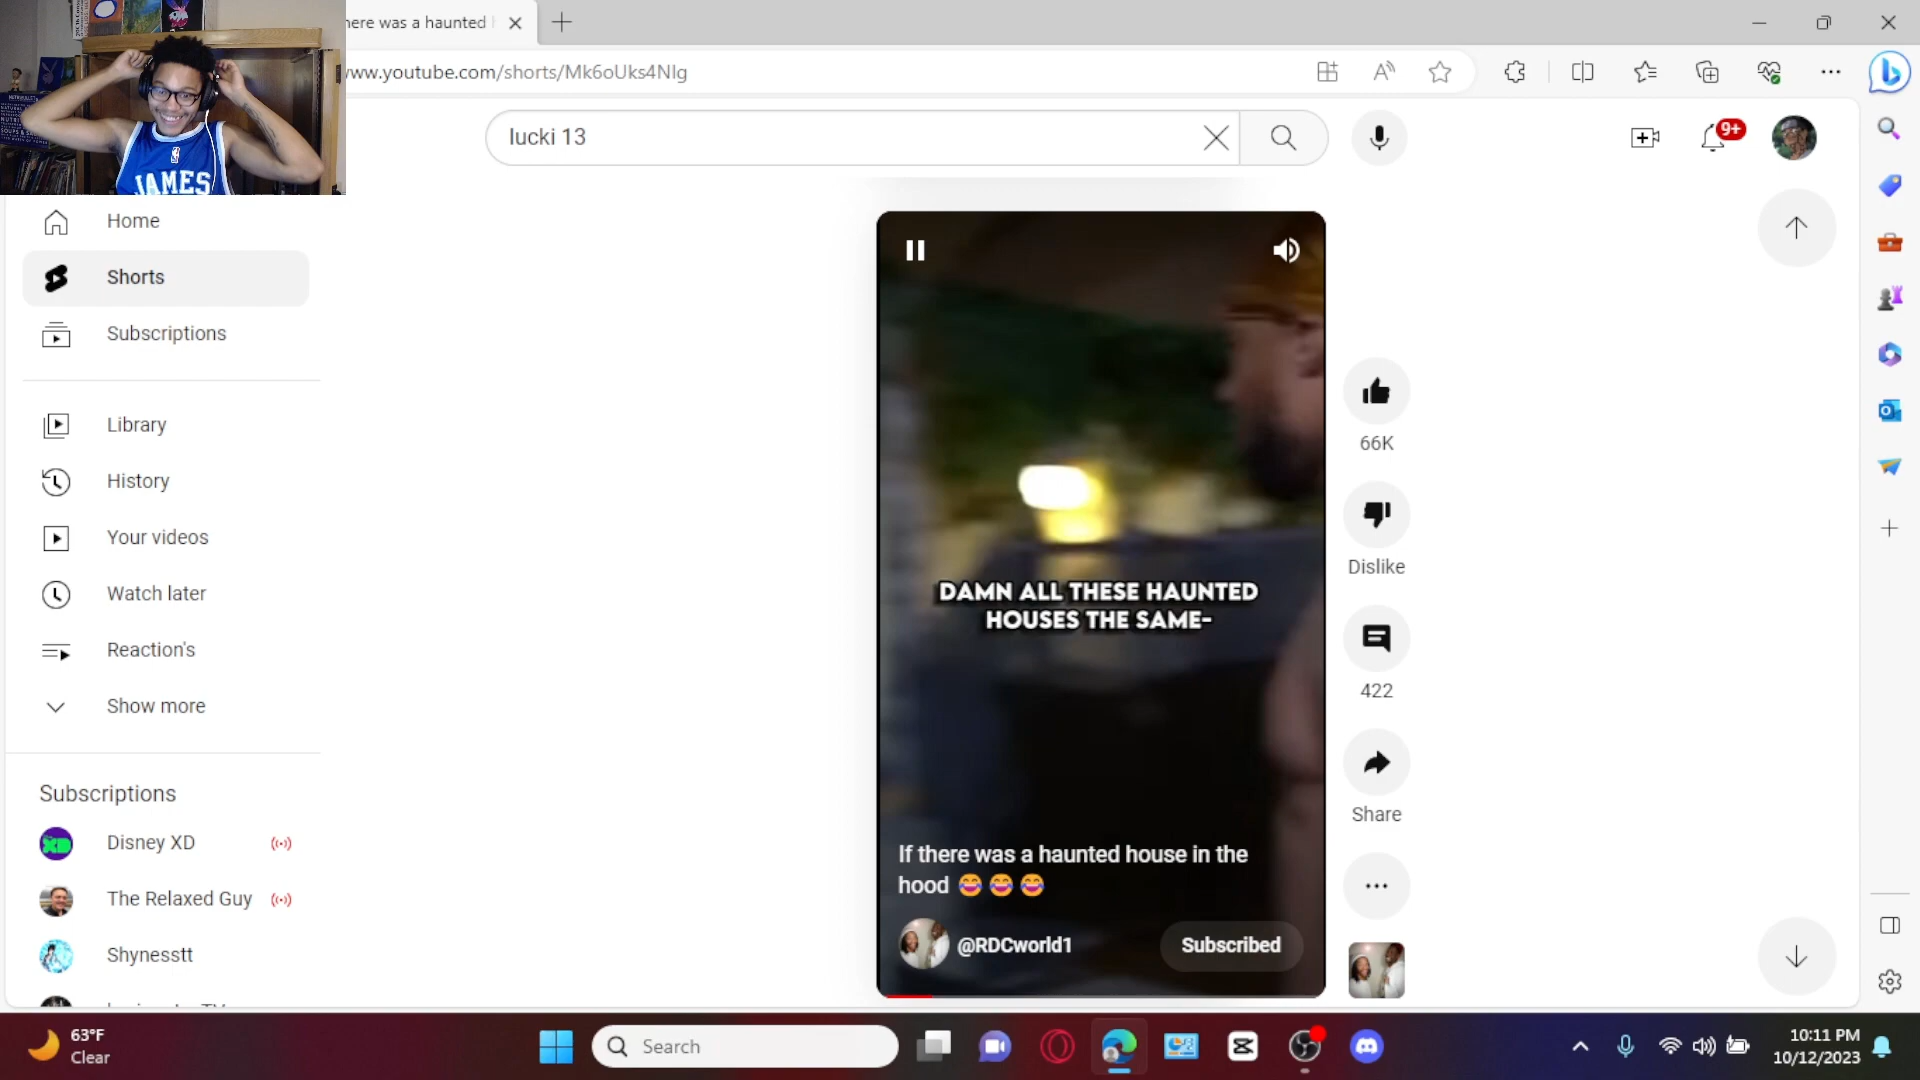 here was a haunted
www.youtube.com/shorts/Mk6oUks4NIg
JAMES
lucki 13
9+
Home
Shorts
Subscriptions
Library
History
Your videos
Watch later
Reaction's
Show more
Subscriptions
Disney XD
The Relaxed Guy
Shynesstt
DAMN ALL THESE HAUNTED
HOUSES THE SAME-
If there was a haunted house in the
hood 😂 😂 😂
@RDCworld1
Subscribed
66K
Dislike
422
Share
63°F
Clear
Search
10:11 PM
10/12/2023